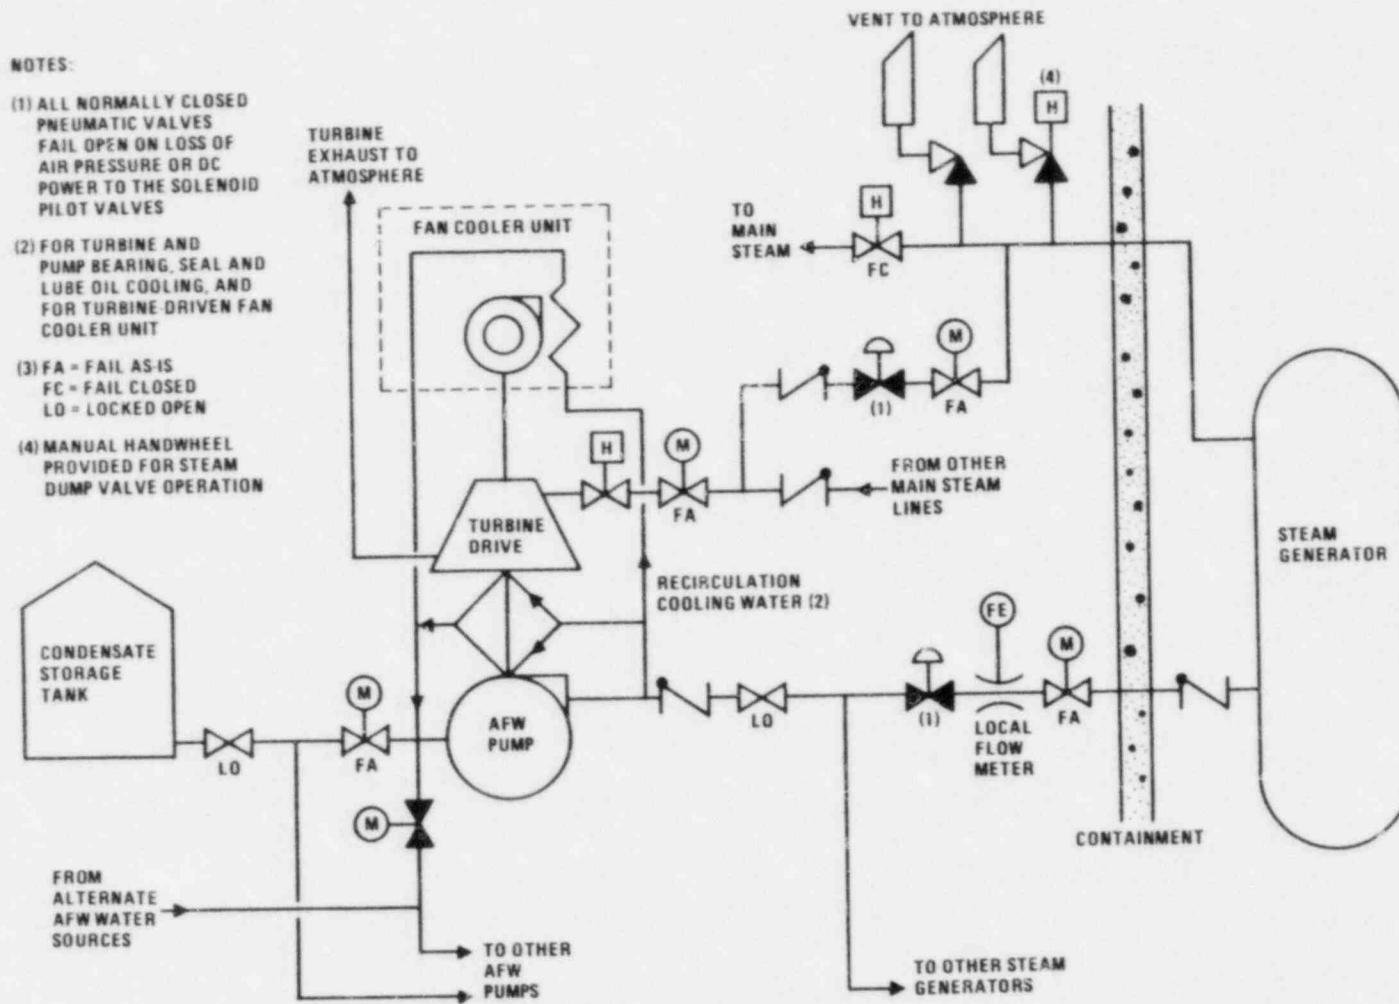 NOTES:
(1) ALL NORMALLY CLOSED
PNEUMATIC VALVES
FAIL OPEN ON LOSS OF
AIR PRESSURE OR DC
POWER TO THE SOLENOID
PILOT VALVES
(2) FOR TURBINE AND
PUMP BEARING, SEAL AND
LUBE OIL COOLING, AND
FOR TURBINE-DRIVEN FAN
COOLER UNIT
(3) FA = FAIL AS-IS
FC = FAIL CLOSED
LO = LOCKED OPEN
(4) MANUAL HANDWHEEL
PROVIDED FOR STEAM
DUMP VALVE OPERATION
TURBINE
EXHAUST TO
ATMOSPHERE
FAN COOLER UNIT
VENT TO ATMOSPHERE
(4)
H
H
TO
MAIN
STEAM
FC
M
(1)
FA
H
M
FA
FROM OTHER
MAIN STEAM
LINES
TURBINE
DRIVE
STEAM
GENERATOR
RECIRCULATION
COOLING WATER (2)
FE
M
CONDENSATE
STORAGE
TANK
LO
M
FA
AFW
PUMP
LO
(1)
LOCAL
FLOW
METER
FA
M
CONTAINMENT
FROM
ALTERNATE
AFW WATER
SOURCES
TO OTHER
AFW
PUMPS
TO OTHER STEAM
GENERATORS